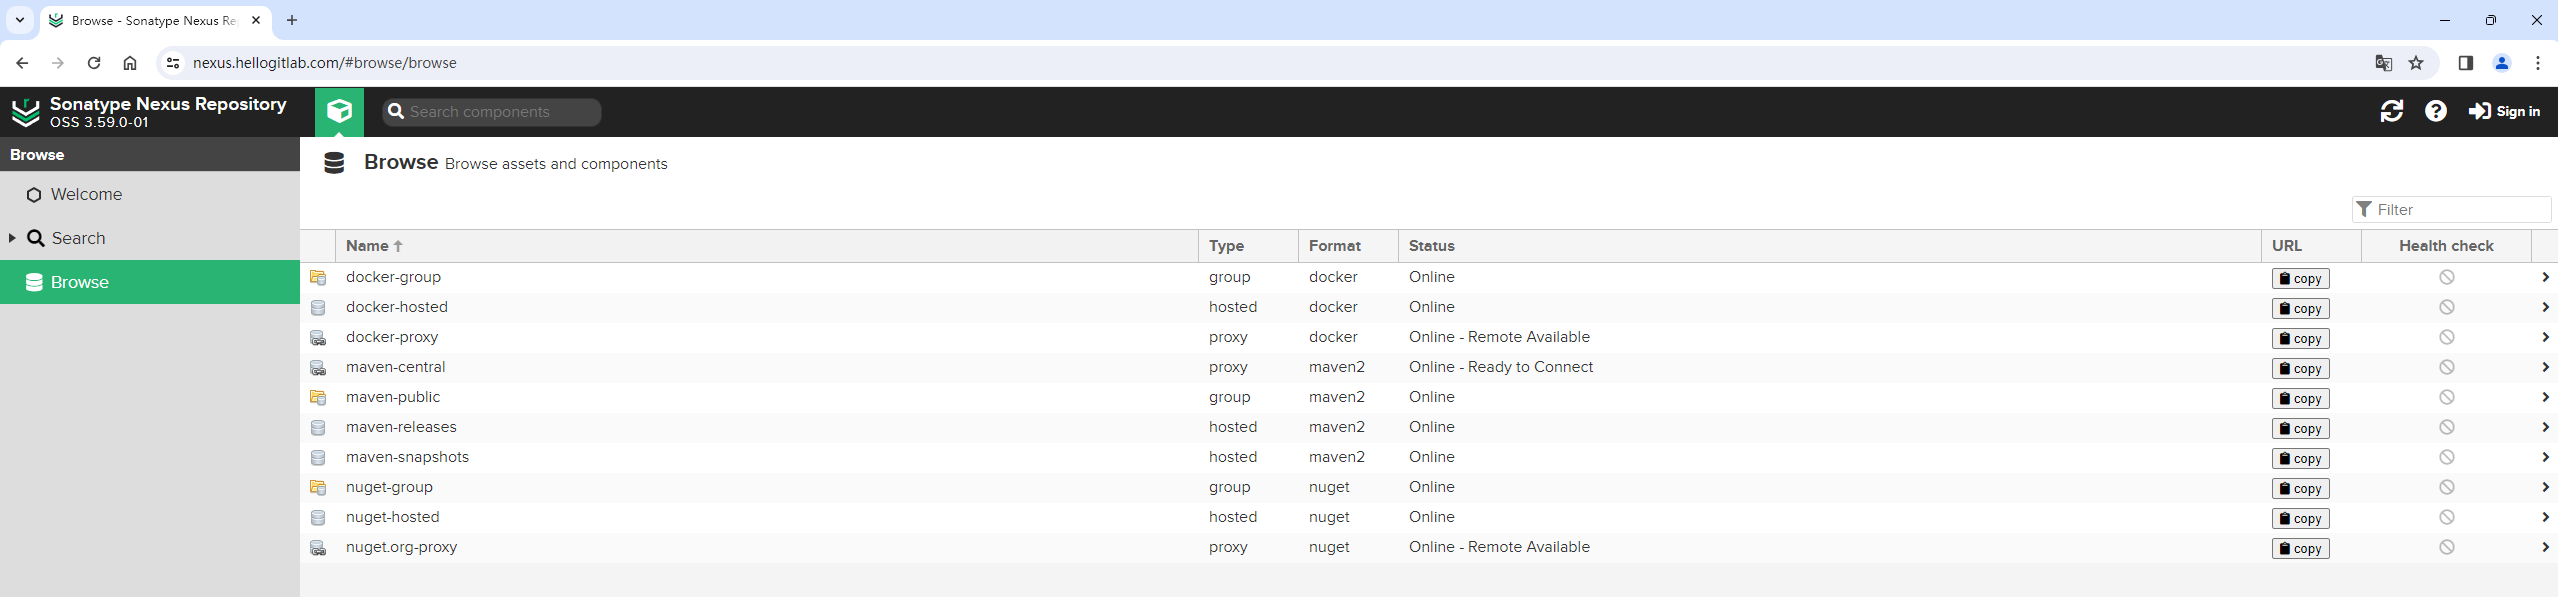 Browse - Sonatype Nexus Re
nexus.hellogitlab.com/#browse/browse
Sonatype Nexus Repository
OSS 3.59.0-01
Search components
Sign in
Browse
Welcome
Search
Browse
Browse Browse assets and components
Filter
Name Type Format Status URL Health check
docker-group group docker Online copy
docker-hosted hosted docker Online copy
docker-proxy proxy docker Online - Remote Available copy
maven-central proxy maven2 Online - Ready to Connect copy
maven-public group maven2 Online copy
maven-releases hosted maven2 Online copy
maven-snapshots hosted maven2 Online copy
nuget-group group nuget Online copy
nuget-hosted hosted nuget Online copy
nuget.org-proxy proxy nuget Online - Remote Available copy